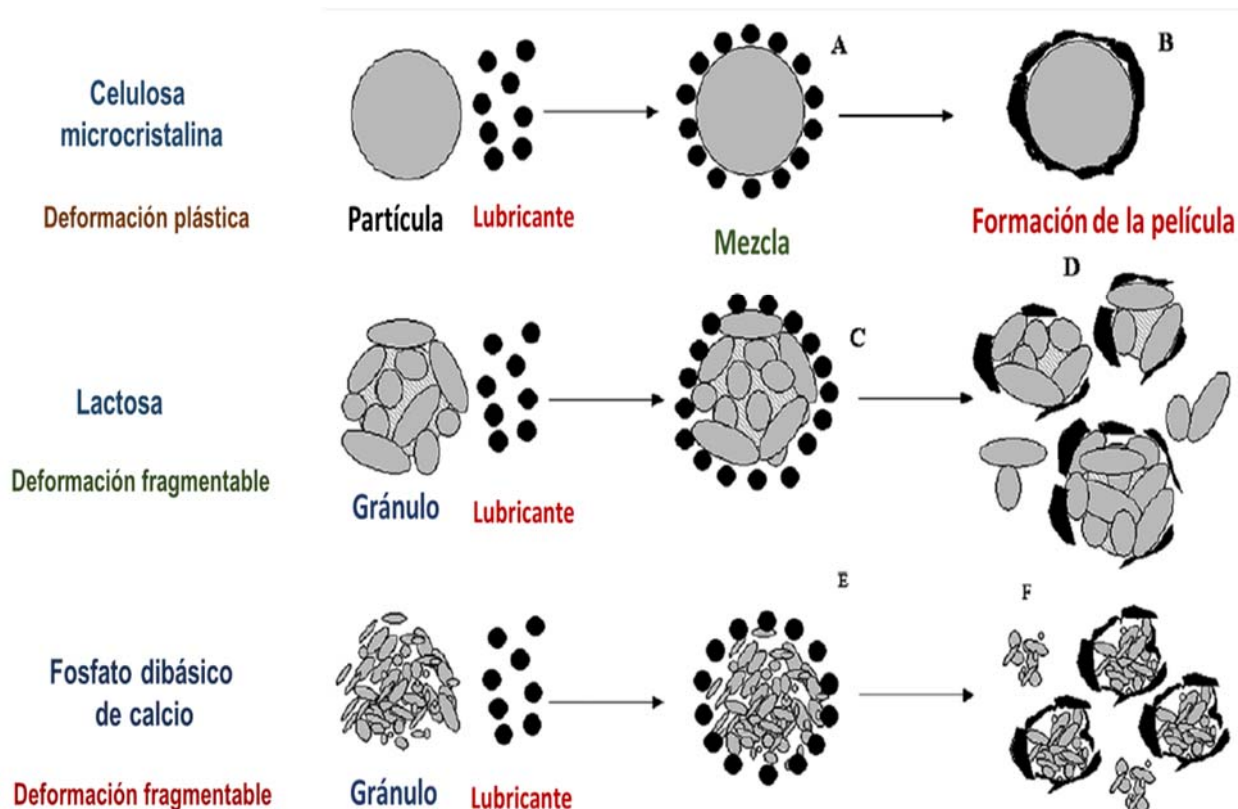 A
B
Celulosa
microcristalina
Deformación plástica
Partícula
Lubricante
Mezcla
Formación de la película
C
D
Lactosa
Deformación fragmentable
Gránulo
Lubricante
E
F
Fosfato dibásico
de calcio
Deformación fragmentable
Gránulo
Lubricante